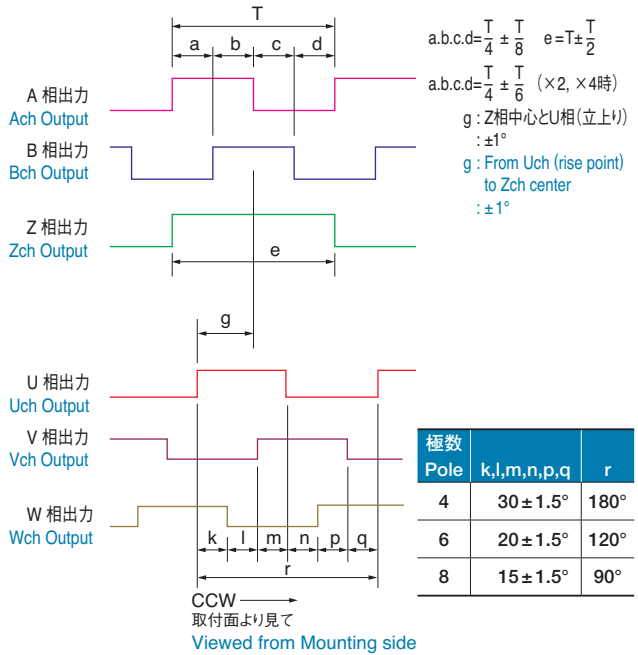 T
a b c d
A 相出力
Ach Output
B 相出力
Bch Output
Z 相出力
Zch Output
e
g
U 相出力
Uch Output
V 相出力
Vch Output
W 相出力
Wch Output
k l m n p q
r
CCW
取付面より見て
Viewed from Mounting side
a.b.c.d=T/4 ± T/8 e=T±T/2
a.b.c.d=T/4 ± T/6 (×2, ×4時)
g : Z相中心とU相(立上り)
: ±1°
g : From Uch (rise point)
to Zch center
: ±1°
極数
Pole k,l,m,n,p,q r
4 30±1.5° 180°
6 20±1.5° 120°
8 15±1.5° 90°